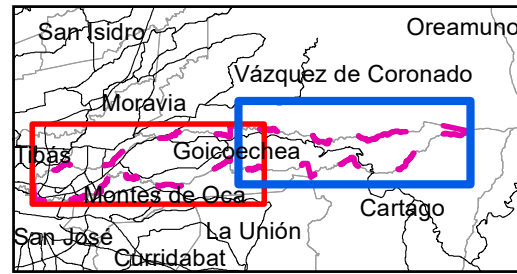 San Isidro
Oreamuno
Vázquez de Coronado
Moravia
Tibás
Goicoechea
Montes de Oca
Cartago
San José
La Unión
Curridabat